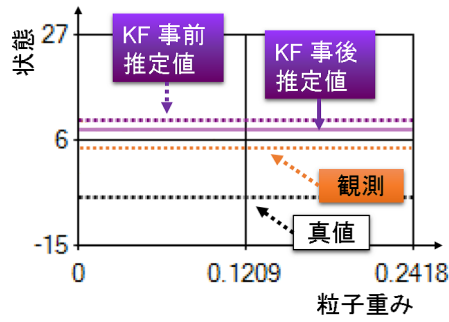 27
状態
KF 事前
推定値
KF 事後
推定値
6
観測
真値
-15
0
0.1209
0.2418
粒子重み